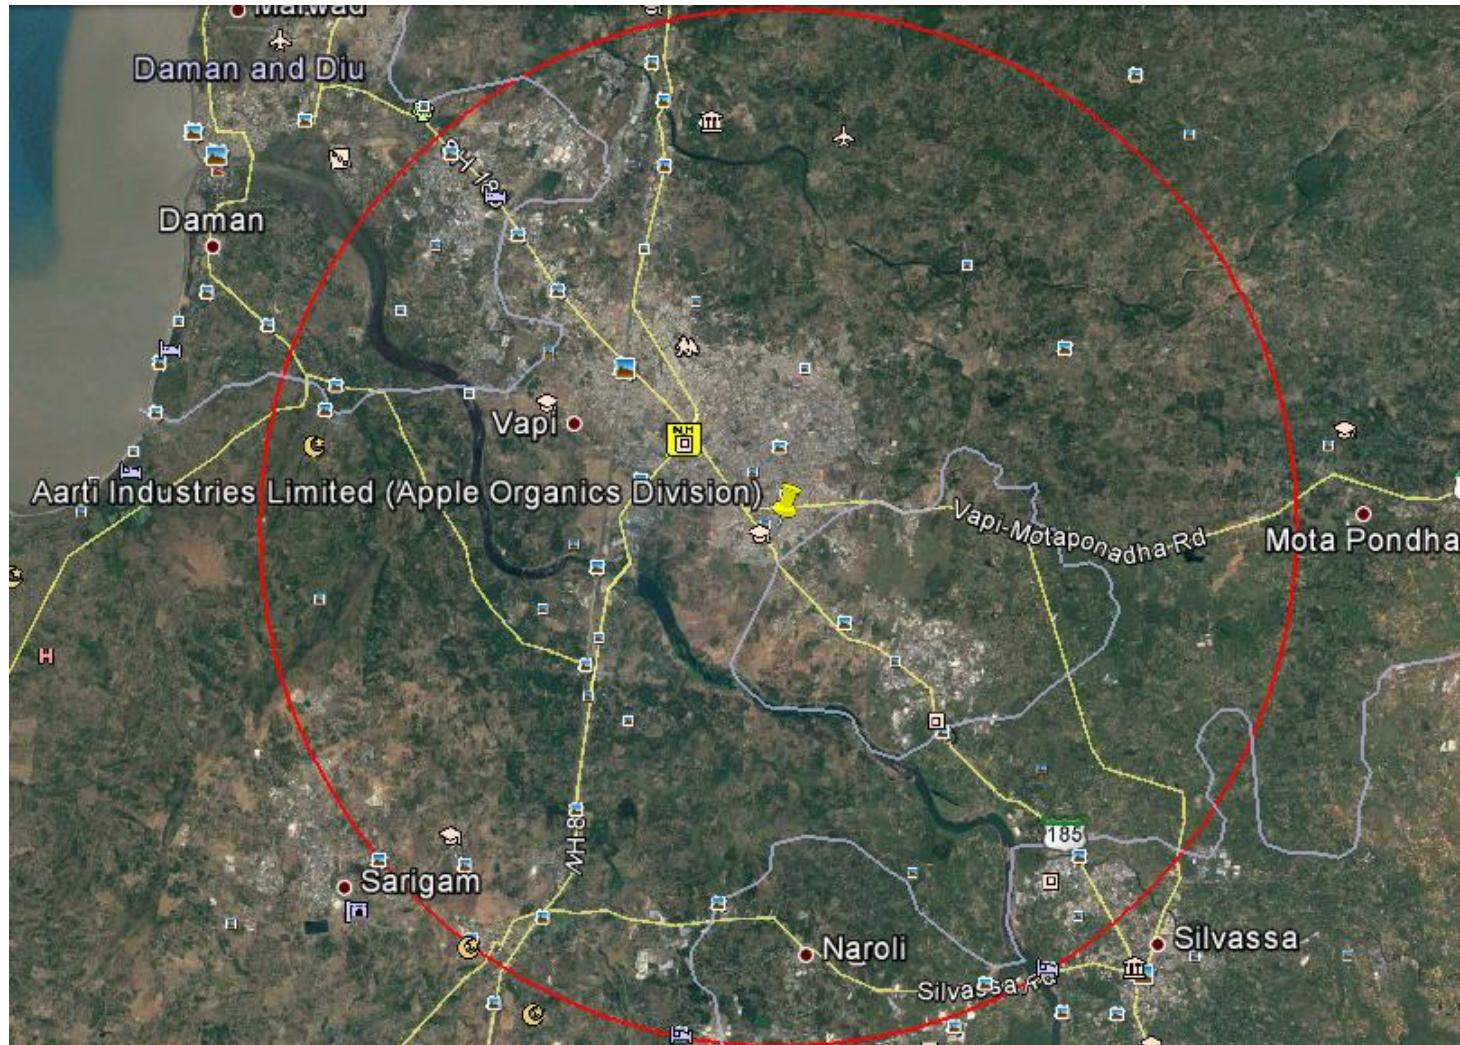 Daman and Diu
Daman
Vapi
NH
Aarti Industries Limited (Apple Organics Division)
Vapi-Motaponadha Rd
Mota Pondha
H
185
NH 8
Sarigam
Naroli
Silvassa
Silvassa Rd